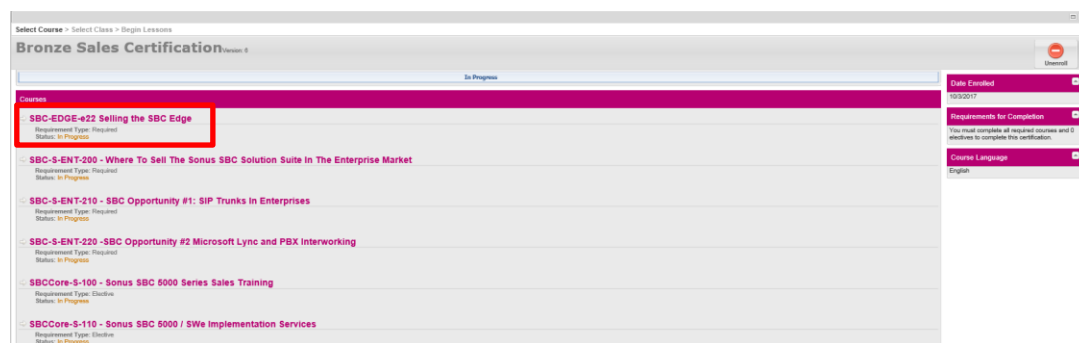 Select Course > Select Class > Begin Lessons
Bronze Sales Certification Version: 6
Unenroll
In Progress
Courses
SBC-EDGE-e22 Selling the SBC Edge
Requirement Type: Required
Status: In Progress
SBC-S-ENT-200 - Where To Sell The Sonus SBC Solution Suite In The Enterprise Market
Requirement Type: Required
Status: In Progress
SBC-S-ENT-210 - SBC Opportunity #1: SIP Trunks In Enterprises
Requirement Type: Required
Status: In Progress
SBC-S-ENT-220 -SBC Opportunity #2 Microsoft Lync and PBX Interworking
Requirement Type: Required
Status: In Progress
SBCCore-S-100 - Sonus SBC 5000 Series Sales Training
Requirement Type: Elective
Status: In Progress
SBCCore-S-110 - Sonus SBC 5000 / SWe Implementation Services
Requirement Type: Elective
Status: In Progress
Date Enrolled
10/3/2017
Requirements for Completion
You must complete all required courses and 0
electives to complete this certification.
Course Language
English